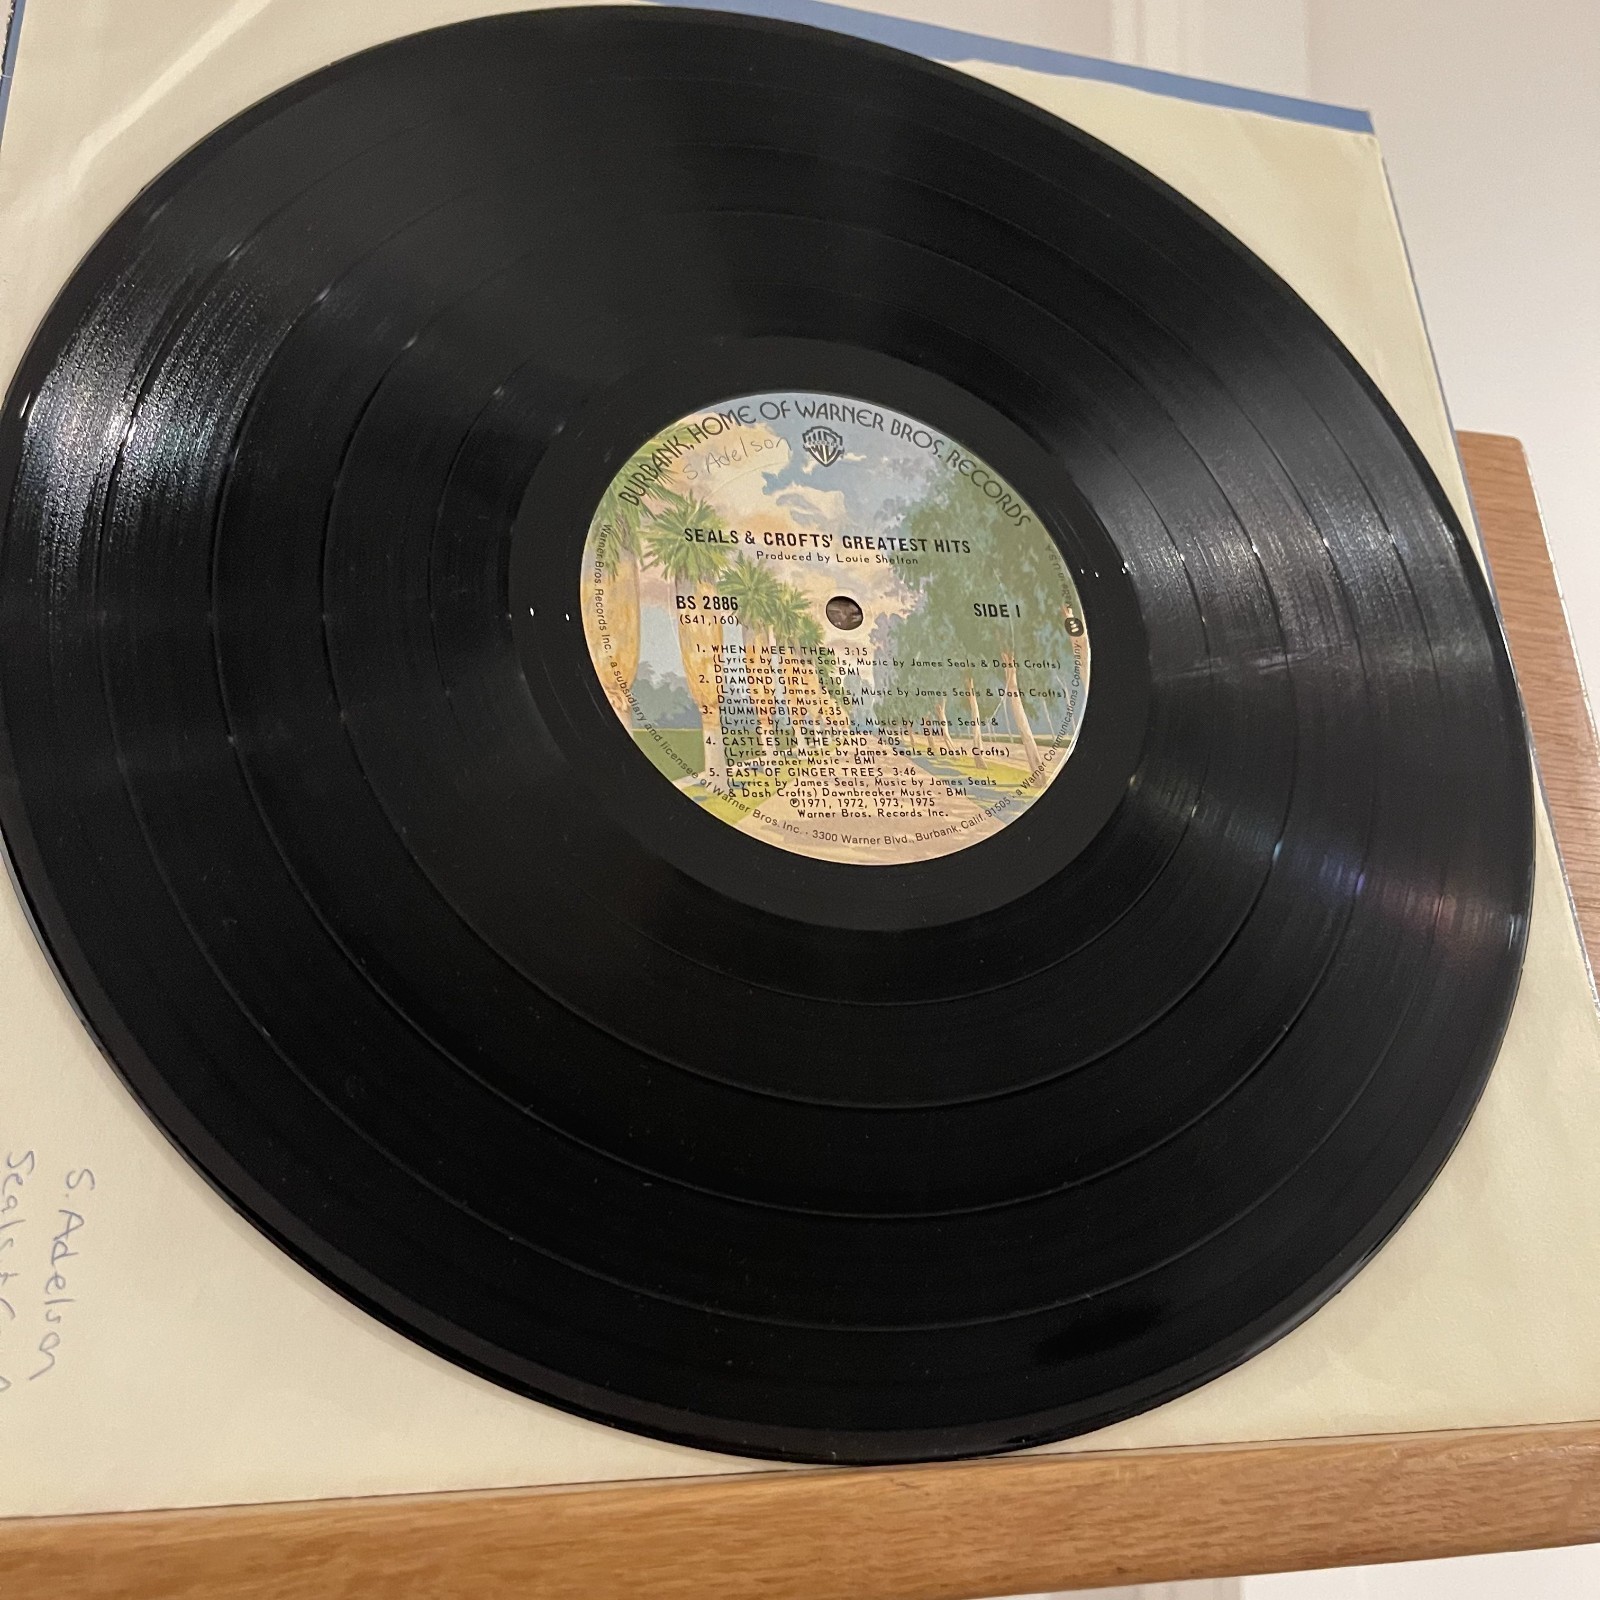 BURBANK, HOME OF WARNER BROS. RECORDS
S. Adelson
SEALS & CROFTS' GREATEST HITS
Produced by Louie Shelton
BS 2886
(S41,160)
SIDE 1
1. WHEN I MEET THEM 3:15
(Lyrics by James Seals, Music by James Seals & Dash Crofts)
Dawnbreaker Music - BMI
2. DIAMOND GIRL 4:10
(Lyrics by James Seals, Music by James Seals & Dash Crofts)
Dawnbreaker Music - BMI
3. HUMMINGBIRD 4:35
(Lyrics by James Seals, Music by James Seals &
Dash Crofts) Dawnbreaker Music - BMI
4. CASTLES IN THE SAND 4:05
(Lyrics and Music by James Seals & Dash Crofts)
Dawnbreaker Music - BMI
5. EAST OF GINGER TREES 3:46
(Lyrics by James Seals, Music by James Seals
& Dash Crofts) Dawnbreaker Music - BMI
℗1971, 1972, 1973, 1975
Warner Bros. Records Inc.
Warner Bros. Records Inc. · a subsidiary and licensee of Warner Bros. Inc. · 3300 Warner Blvd., Burbank, Calif. 91505 · a Warner Communications Company
S. Adelson
Seals +